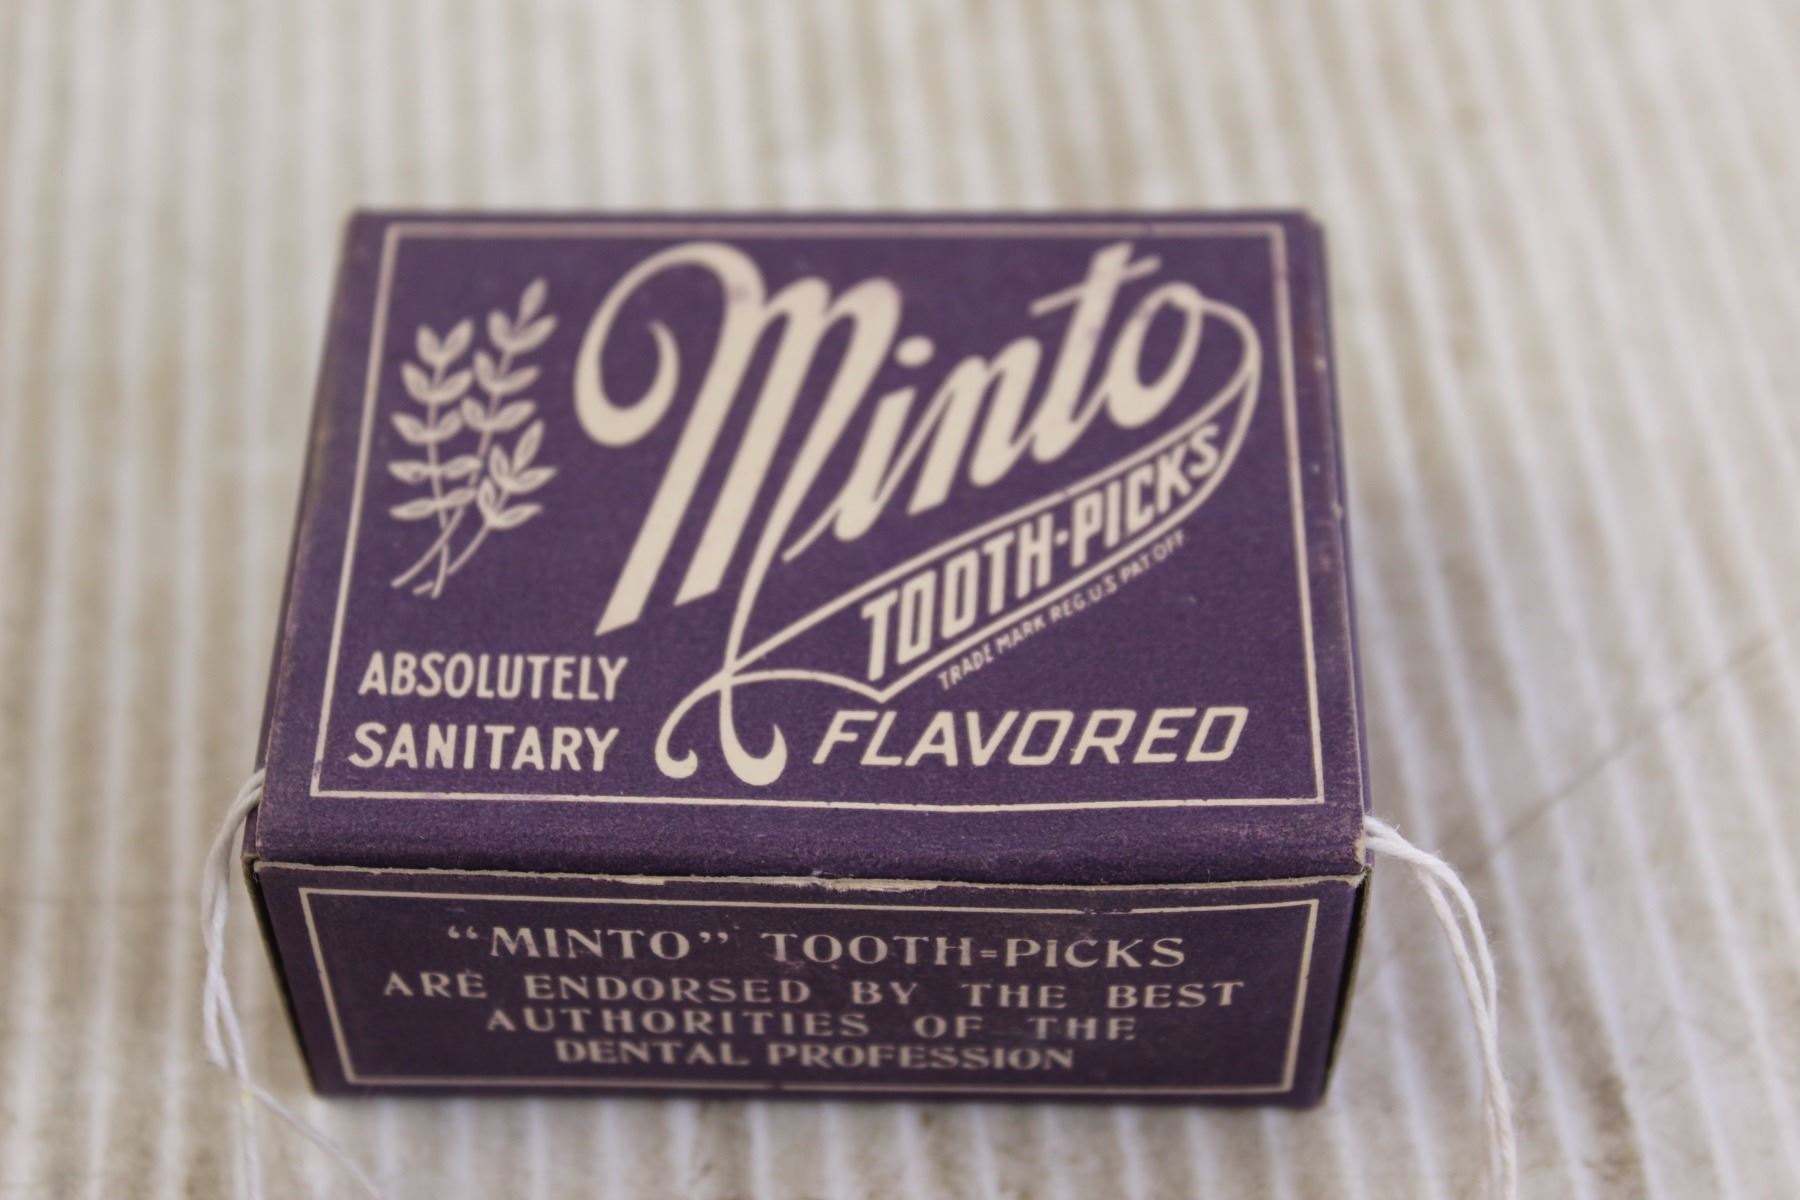 Minto
TOOTH-PICKS
TRADE MARK REG.U.S.PAT.OFF.
ABSOLUTELY
SANITARY
FLAVORED
"MINTO" TOOTH=PICKS
ARE ENDORSED BY THE BEST
AUTHORITIES OF THE
DENTAL PROFESSION